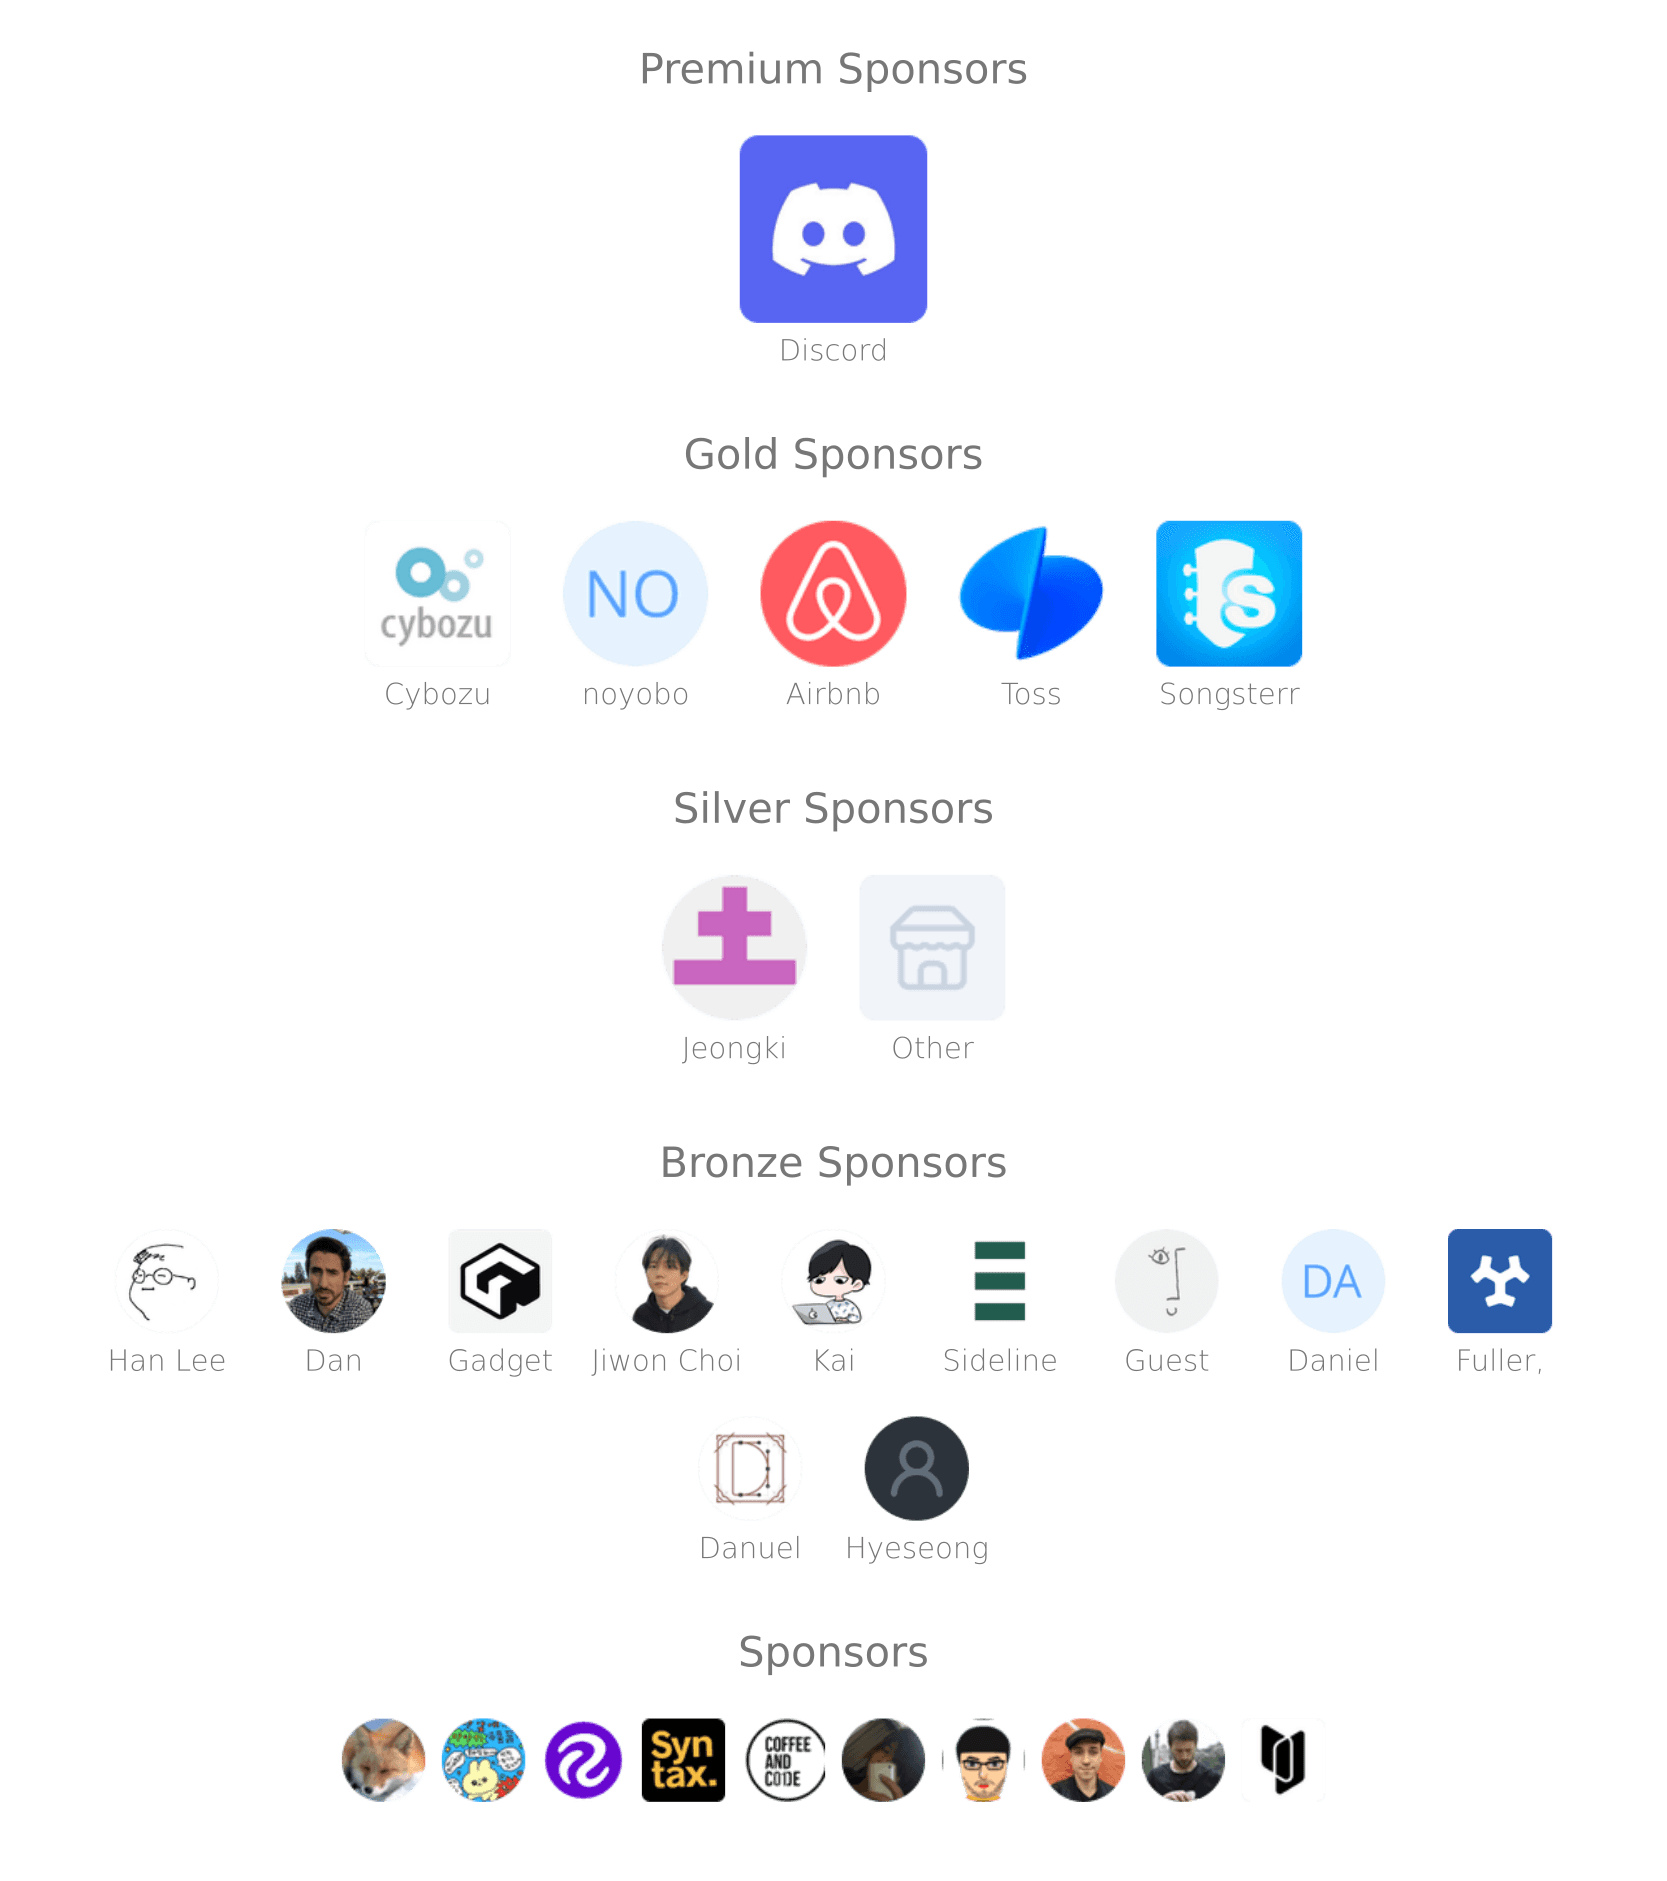 Premium Sponsors
Discord
Gold Sponsors
cybozu
NO
Cybozu noyobo Airbnb Toss Songsterr
Silver Sponsors
Jeongki Other
Bronze Sponsors
DA
Han Lee Dan Gadget Jiwon Choi Kai Sideline Guest Daniel Fuller,
D
Danuel Hyeseong
Sponsors
Syn
tax.
COFFEE
AND
CODE